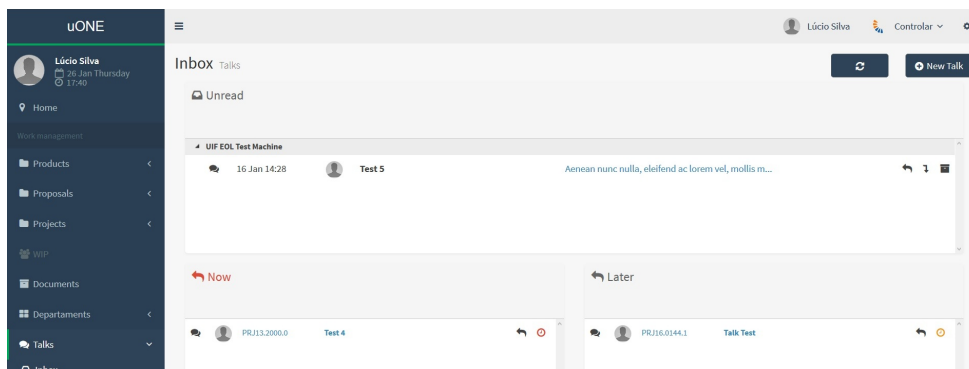 uONE
Lúcio Silva
Controlar
Lúcio Silva
26 Jan Thursday
17:40
Inbox Talks
New Talk
Home
Work management
Products
Proposals
Projects
WIP
Documents
Departaments
Talks
Inbox
Unread
UIF EOL Test Machine
16 Jan 14:28 Test 5 Aenean nunc nulla, eleifend ac lorem vel, mollis m...
Now
PRJ13.2000.0 Test 4
Later
PRJ16.0144.1 Talk Test